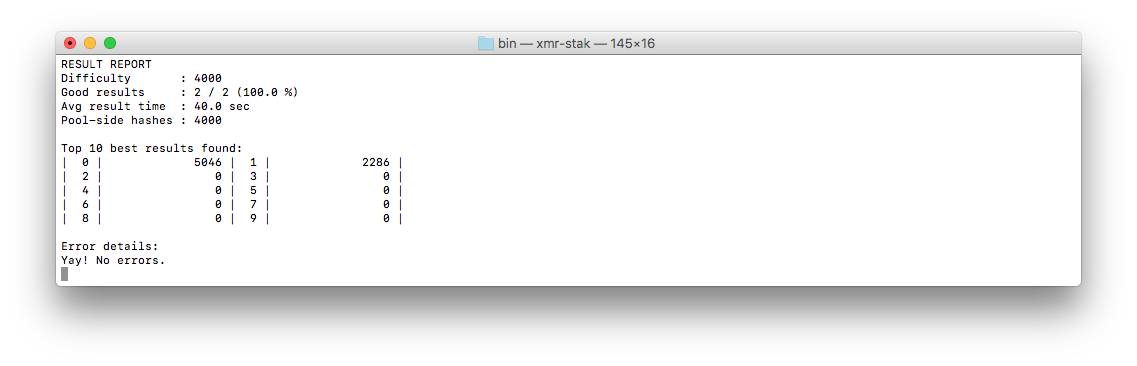 bin — xmr-stak — 145×16
RESULT REPORT
Difficulty       : 4000
Good results     : 2 / 2 (100.0 %)
Avg result time  : 40.0 sec
Pool-side hashes : 4000
Top 10 best results found:
|  0 |             5046 |  1 |             2286 |
|  2 |                0 |  3 |                0 |
|  4 |                0 |  5 |                0 |
|  6 |                0 |  7 |                0 |
|  8 |                0 |  9 |                0 |
Error details:
Yay! No errors.